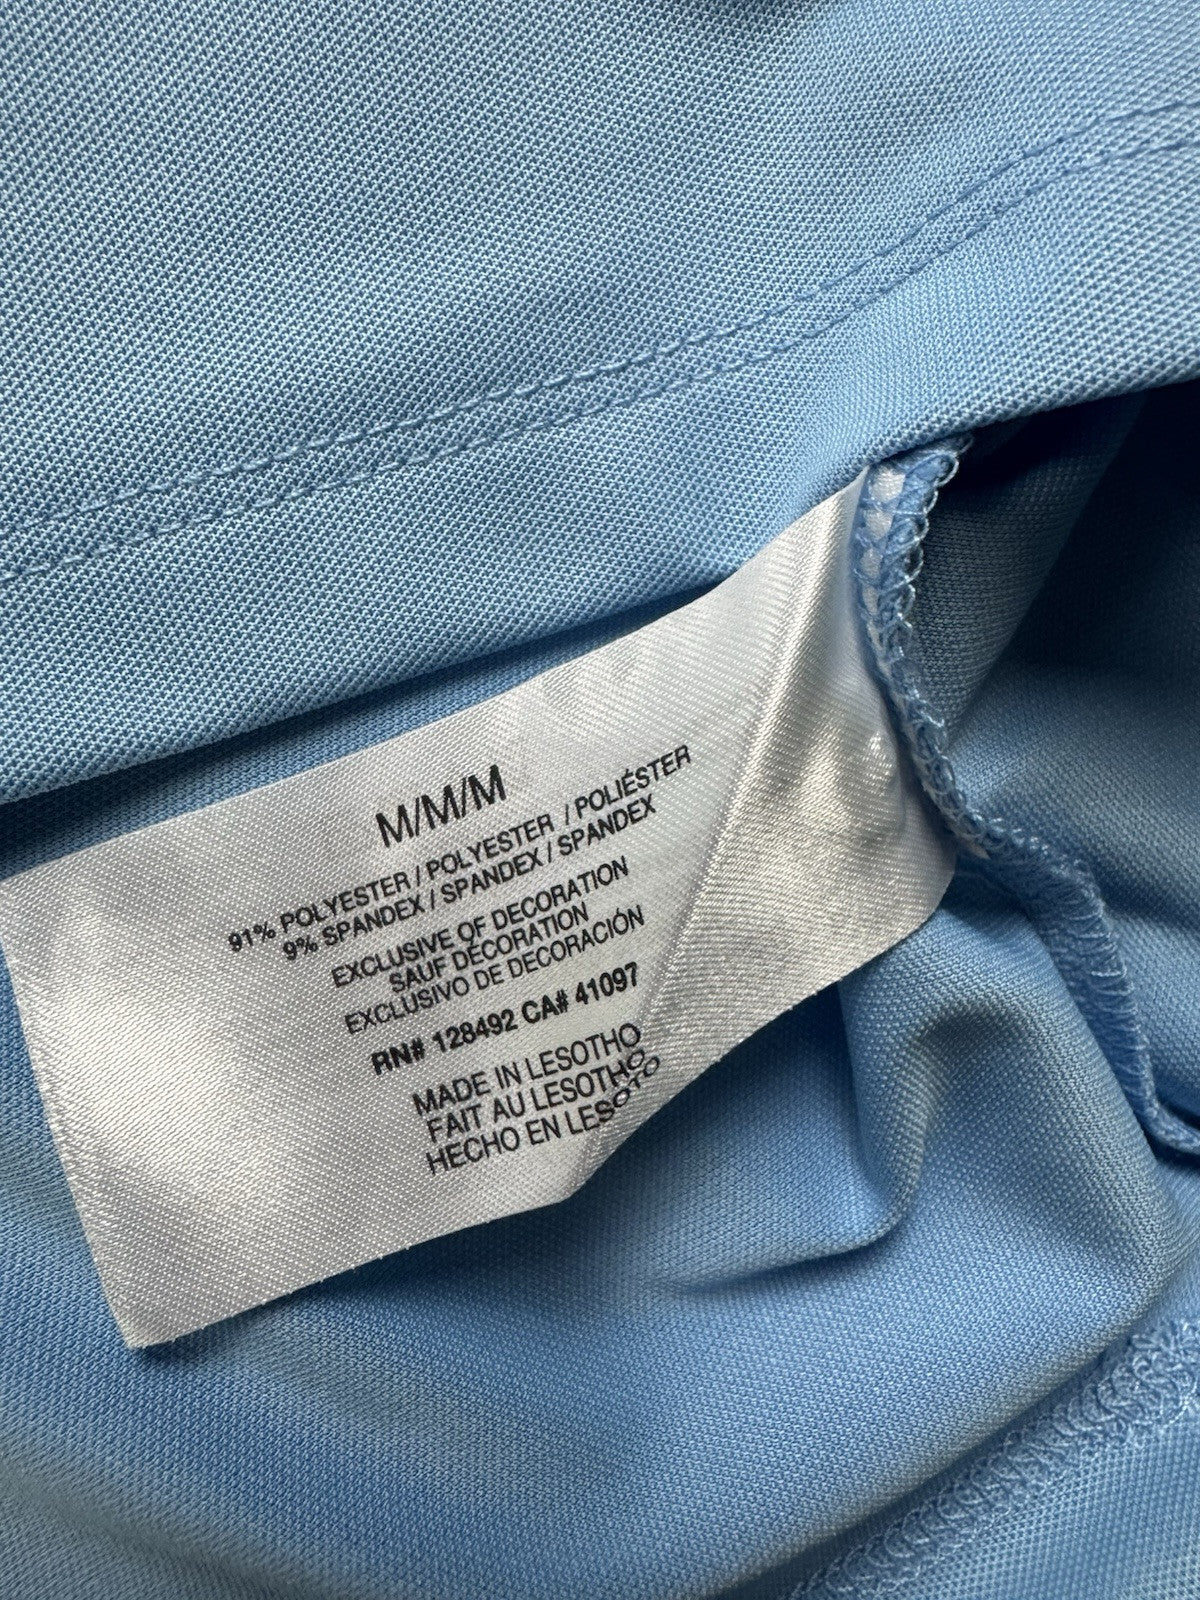 M/M/M
91% POLYESTER / POLYESTER / POLIÉSTER
9% SPANDEX / SPANDEX / SPANDEX
EXCLUSIVE OF DECORATION
SAUF DÉCORATION
EXCLUSIVO DE DECORACIÓN
RN# 128492 CA# 41097
MADE IN LESOTHO
FAIT AU LESOTHO
HECHO EN LESOTO